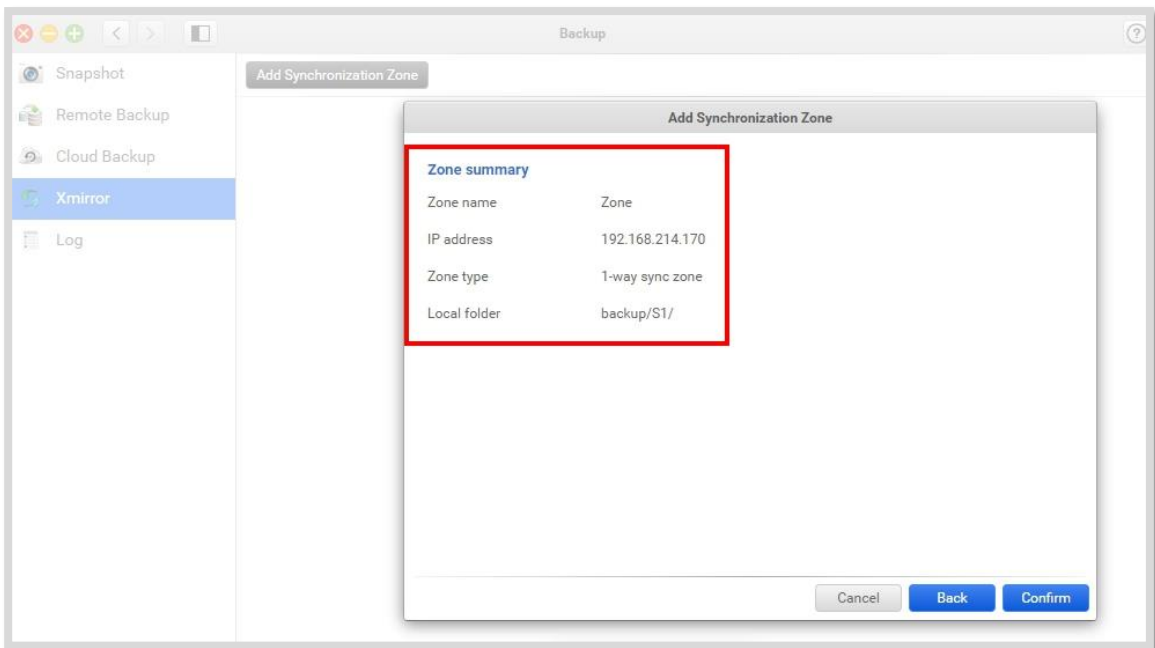 Backup
?
Snapshot
Remote Backup
Cloud Backup
Xmirror
Log
Add Synchronization Zone
Add Synchronization Zone
Zone summary
Zone name Zone
IP address 192.168.214.170
Zone type 1-way sync zone
Local folder backup/S1/
Cancel Back Confirm